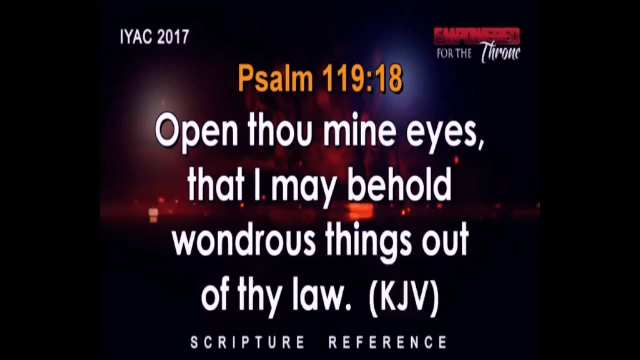 IYAC 2017
EMPOWERED
FOR THE Throne
Psalm 119:18
Open thou mine eyes,
that I may behold
wondrous things out
of thy law. (KJV)
SCRIPTURE REFERENCE